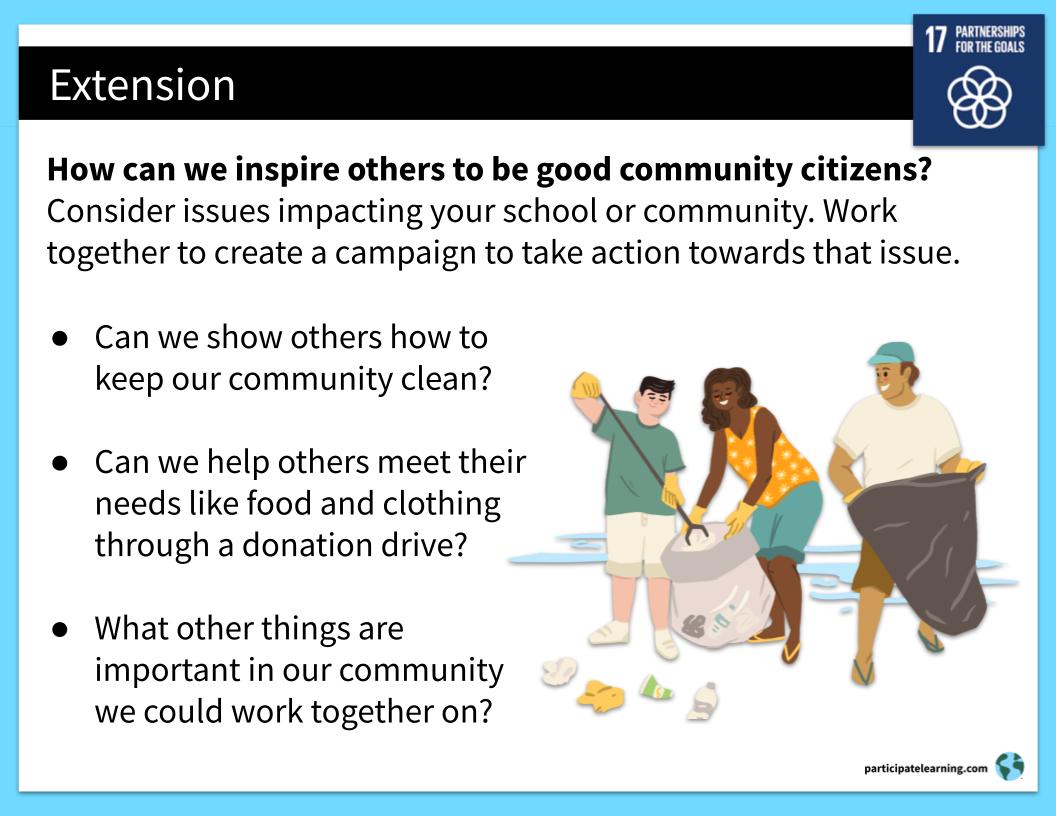 17 PARTNERSHIPS
FOR THE GOALS
Extension
How can we inspire others to be good community citizens?
Consider issues impacting your school or community. Work
together to create a campaign to take action towards that issue.
● Can we show others how to
keep our community clean?
● Can we help others meet their
needs like food and clothing
through a donation drive?
● What other things are
important in our community
we could work together on?
participatelearning.com